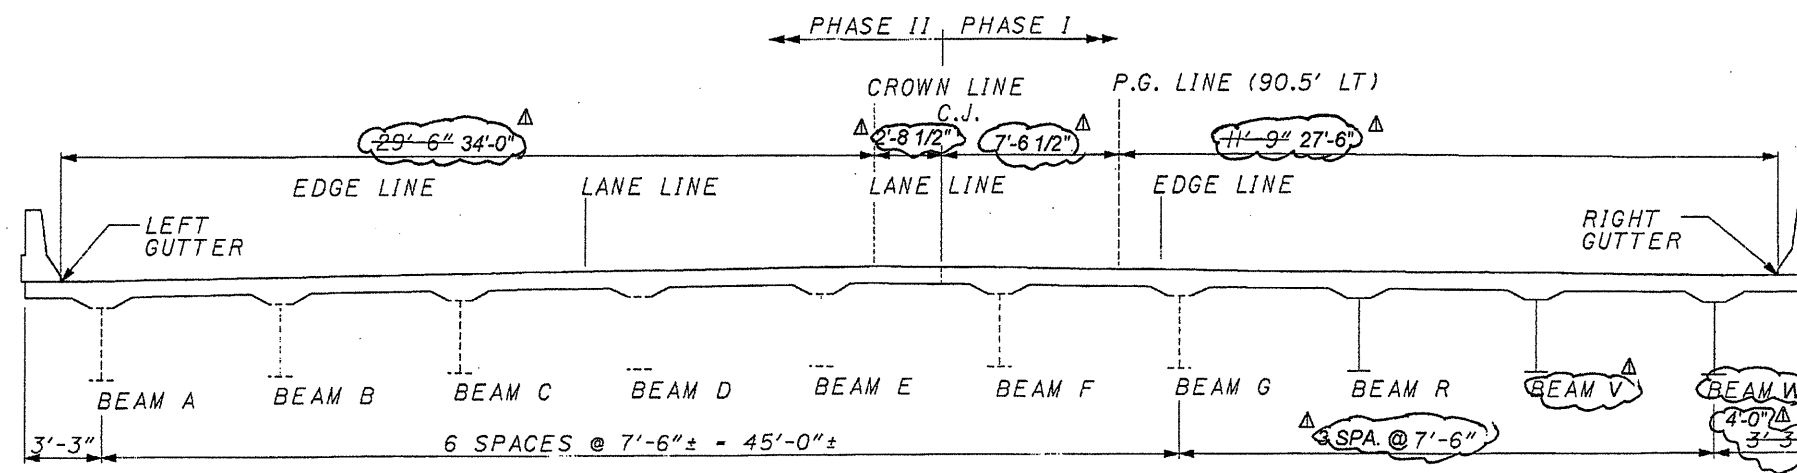 PHASE II PHASE I
CROWN LINE
C.J.
P.G. LINE (90.5' LT)
29'-6" 34'-0"
2'-8 1/2"
7'-6 1/2"
11'-9" 27'-6"
EDGE LINE
LANE LINE
LANE LINE
EDGE LINE
LEFT
GUTTER
RIGHT
GUTTER
BEAM A
BEAM B
BEAM C
BEAM D
BEAM E
BEAM F
BEAM G
BEAM R
BEAM V
BEAM W
3'-3"
6 SPACES @ 7'-6"± = 45'-0"±
3 SPA. @ 7'-6"
4'-0"